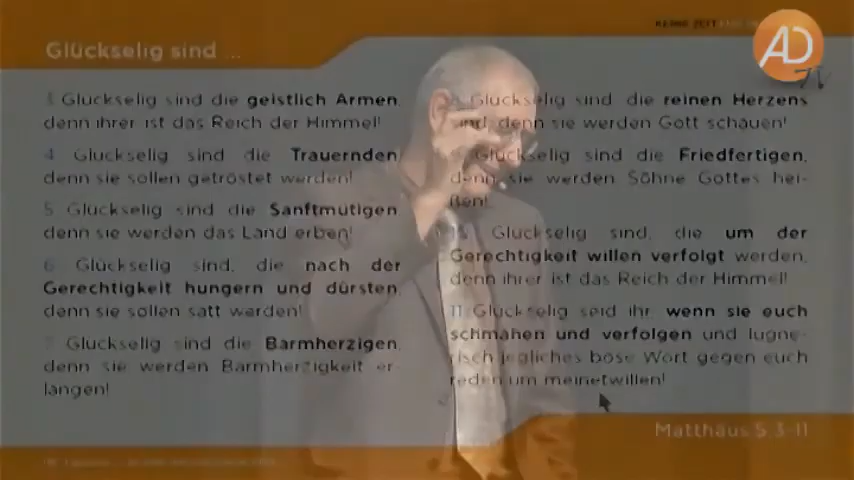 Glückselig sind ...
3 Glückselig sind die geistlich Armen,
denn ihrer ist das Reich der Himmel!
4 Glückselig sind die Trauernden,
denn sie sollen getröstet werden!
5 Glückselig sind die Sanftmütigen
denn sie werden das Land erben!
6 Glückselig sind, die nach der
Gerechtigkeit hungern und dürsten,
denn sie sollen satt werden!
7 Glückselig sind die Barmherzigen,
denn sie werden Barmherzigkeit er-
langen!
Glückselig sind die reinen Herzens
sind, denn sie werden Gott schauen!
Glückselig sind die Friedfertigen,
denn sie werden Söhne Gottes hei-
ßen!
Glückselig sind, die um der
Gerechtigkeit willen verfolgt werden,
denn ihrer ist das Reich der Himmel!
11 Glückselig seid ihr, wenn sie euch
schmähen und verfolgen und lügne-
risch jegliches böse Wort gegen euch
reden um meinetwillen!
Matthäus 5,3-11
AD
TV